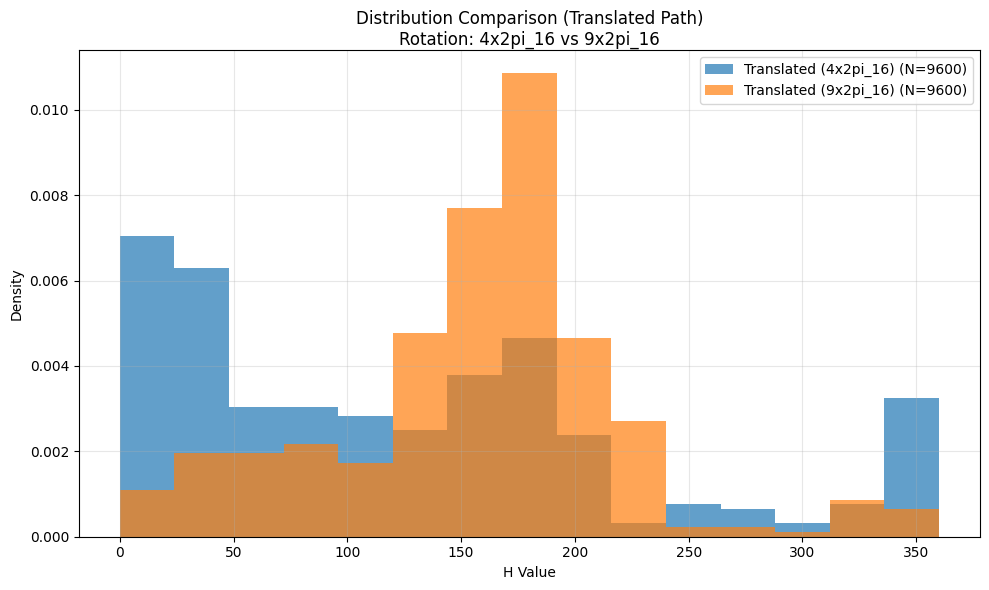 Distribution Comparison (Translated Path)
Rotation: 4x2pi_16 vs 9x2pi_16
Translated (4x2pi_16) (N=9600)
Translated (9x2pi_16) (N=9600)
Density
0.010
0.008
0.006
0.004
0.002
0.000
0 50 100 150 200 250 300 350
H Value